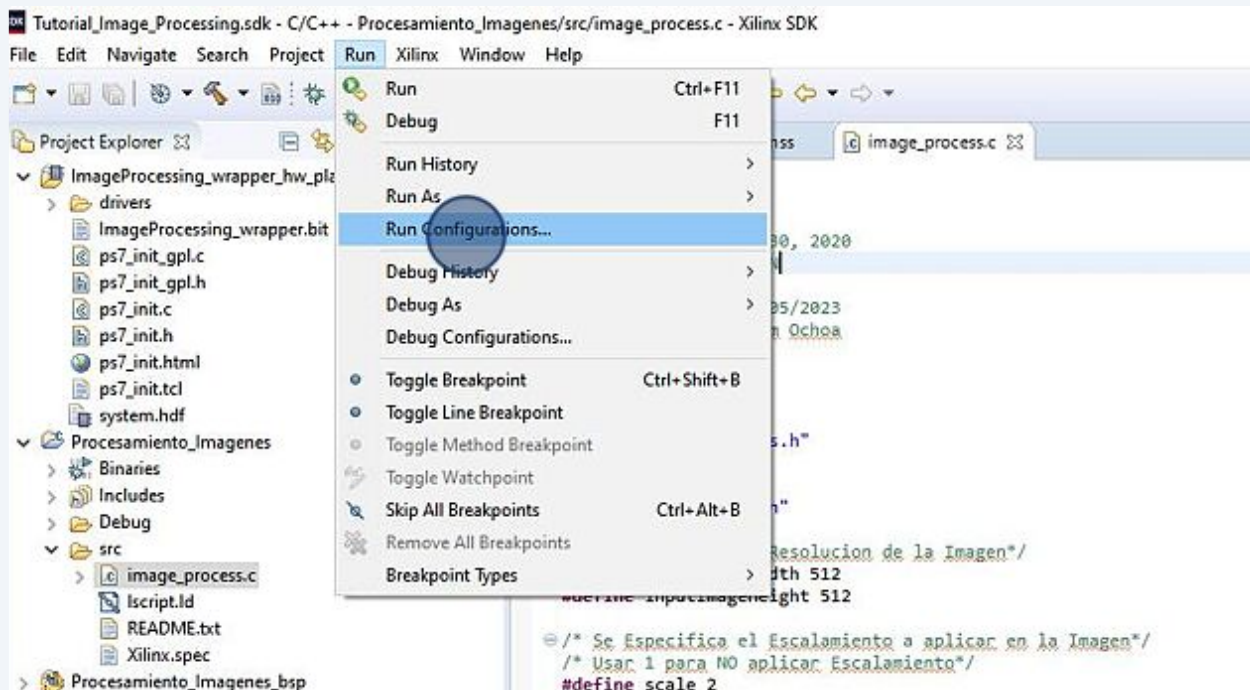 Tutorial_Image_Processing.sdk - C/C++ - Procesamiento_Imagenes/src/image_process.c - Xilinx SDK
File Edit Navigate Search Project Run Xilinx Window Help
Run Ctrl+F11
Debug F11
Run History
Run As
Run Configurations...
Debug History
Debug As
Debug Configurations...
Toggle Breakpoint Ctrl+Shift+B
Toggle Line Breakpoint
Toggle Method Breakpoint
Toggle Watchpoint
Skip All Breakpoints Ctrl+Alt+B
Remove All Breakpoints
Breakpoint Types
Project Explorer
ImageProcessing_wrapper_hw_pla
drivers
ImageProcessing_wrapper.bit
ps7_init_gpl.c
ps7_init_gpl.h
ps7_init.c
ps7_init.h
ps7_init.html
ps7_init.tcl
system.hdf
Procesamiento_Imagenes
Binaries
Includes
Debug
src
image_process.c
lscript.ld
README.txt
Xilinx.spec
Procesamiento_Imagenes_bsp
image_process.c
30, 2020
05/2023
Ochoa
s.h"
h"
Resolucion de la Imagen*/
dth 512
#define inputImageHeight 512
/* Se Especifica el Escalamiento a aplicar en la Imagen*/
/* Usar 1 para NO aplicar Escalamiento*/
#define scale 2